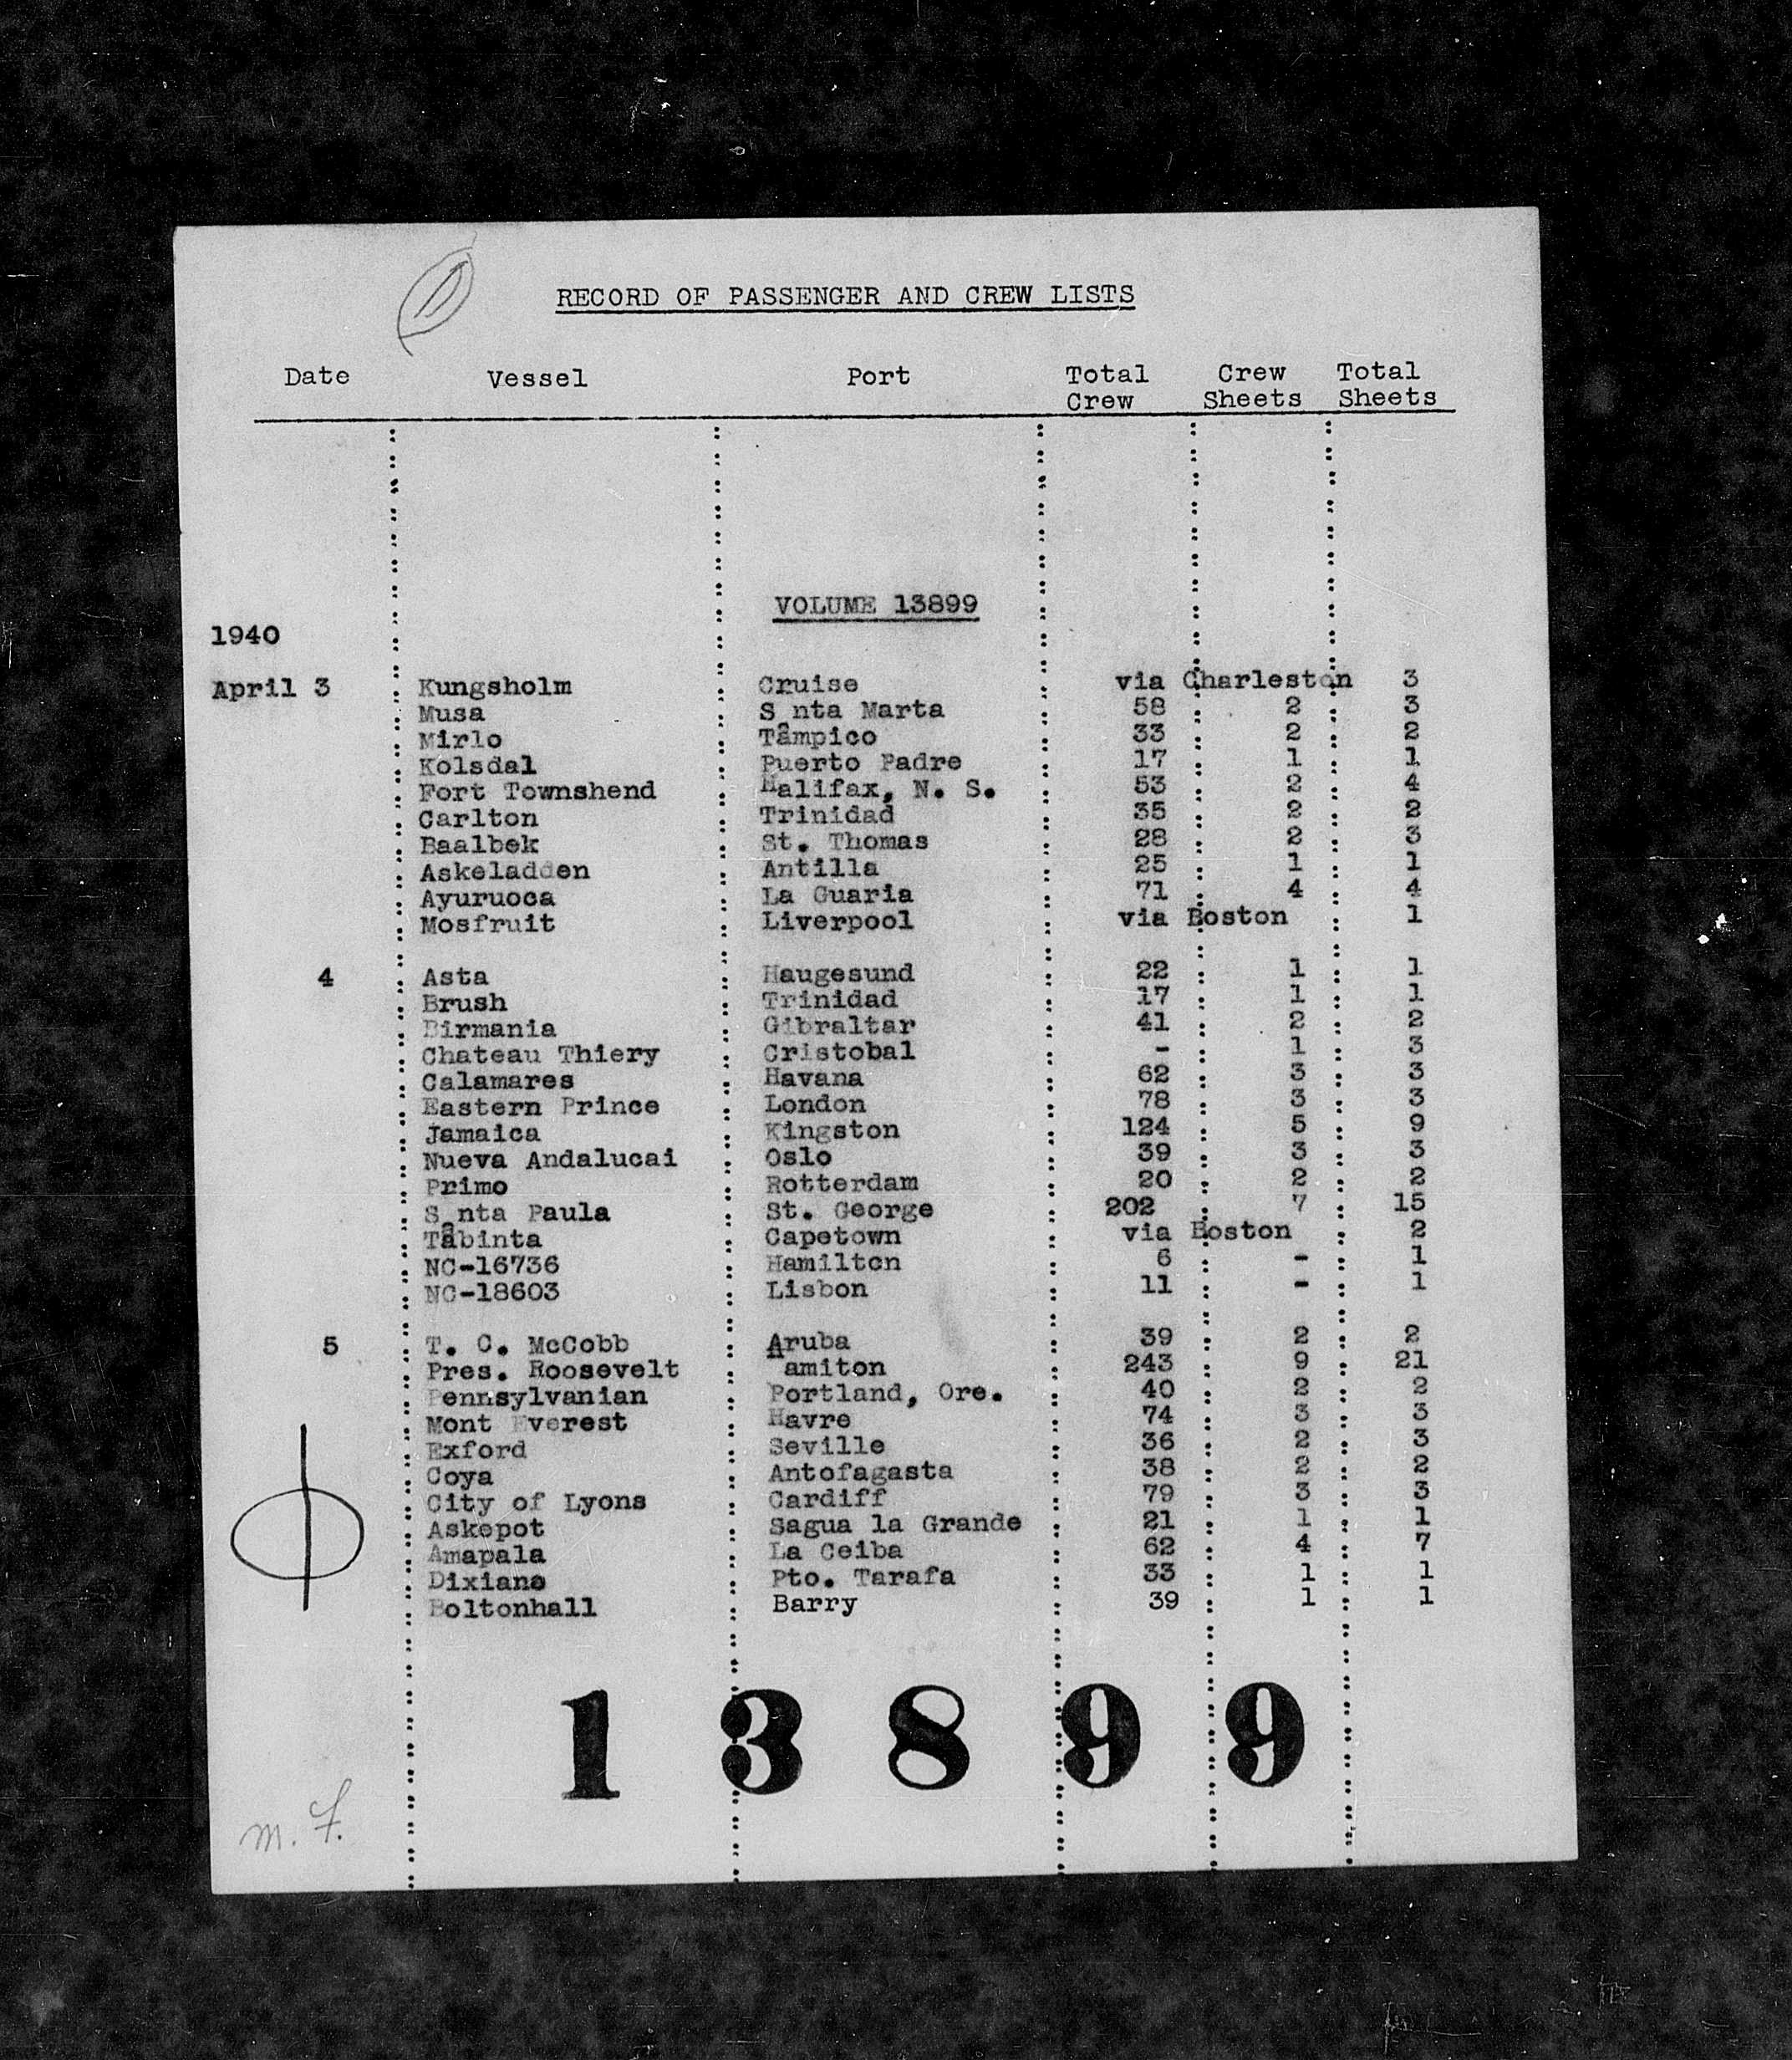 RECORD OF PASSENGER AND CREW LISTS
Date Vessel Port Total Crew Crew Sheets Total Sheets
VOLUME 13899
1940
April 3 Kungsholm Cruise via Charleston 3
Musa Santa Marta 58 2 3
Mirlo Tampico 33 2 2
Kolsdal Puerto Padre 17 1 1
Fort Townshend Halifax, N. S. 53 2 4
Carlton Trinidad 35 2 2
Baalbek St. Thomas 28 2 3
Askeladden Antilla 25 1 1
Ayuruoca La Guaria 71 4 4
Mosfruit Liverpool via Boston 1
4 Asta Haugesund 22 1 1
Brush Trinidad 17 1 1
Birmania Gibraltar 41 2 2
Chateau Thiery Cristobal - 1 3
Calamares Havana 62 3 3
Eastern Prince London 78 3 3
Jamaica Kingston 124 5 9
Nueva Andalucai Oslo 39 3 3
Primo Rotterdam 20 2 2
Santa Paula St. George 202 7 15
Tabinta Capetown via Boston 2
NC-16736 Hamilton 6 - 1
NC-18603 Lisbon 11 - 1
5 T. C. McCobb Aruba 39 2 2
Pres. Roosevelt Hamiton 243 9 21
Pennsylvanian Portland, Ore. 40 2 2
Mont Everest Havre 74 3 3
Exford Seville 36 2 3
Coya Antofagasta 38 2 2
City of Lyons Cardiff 79 3 3
Askepot Sagua la Grande 21 1 1
Amapala La Ceiba 62 4 7
Dixiano Pto. Tarafa 33 1 1
Boltonhall Barry 39 1 1
1 3 8 9 9
m. F.